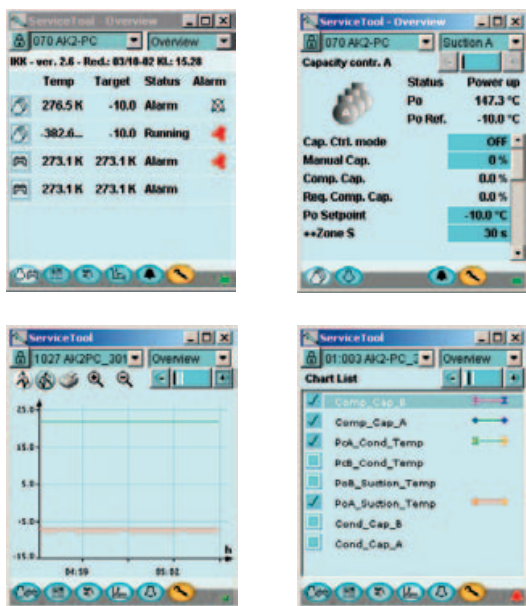 ServiceTool - Overview
070 AK2-PC Overview
IKK - ver. 2.6 - Red.: 03/10-02 KL: 15.28
Temp Target Status Alarm
276.5 K -10.0 Alarm
-382.6... -10.0 Running
273.1 K 273.1 K Alarm
273.1 K 273.1 K Alarm
ServiceTool - Overview
070 AK2-PC Suction A
Capacity contr. A
Status Power up
Po 147.3 °C
Po Ref. -10.0 °C
Cap. Ctrl. mode OFF
Manual Cap. 0 %
Comp. Cap. 0.0 %
Req. Comp. Cap. 0.0 %
Po Setpoint -10.0 °C
++Zone S 30 s
ServiceTool
1027 AK2PC_301 Overview
25.0
15.0
5.0
-5.0
-15.0
h
04:59 05:02
ServiceTool
01:003 AK2-PC_ Overview
Chart List
Comp_Cap_B
Comp_Cap_A
PcA_Cond_Temp
PcB_Cond_Temp
PoB_Suction_Temp
PoA_Suction_Temp
Cond_Cap_B
Cond_Cap_A